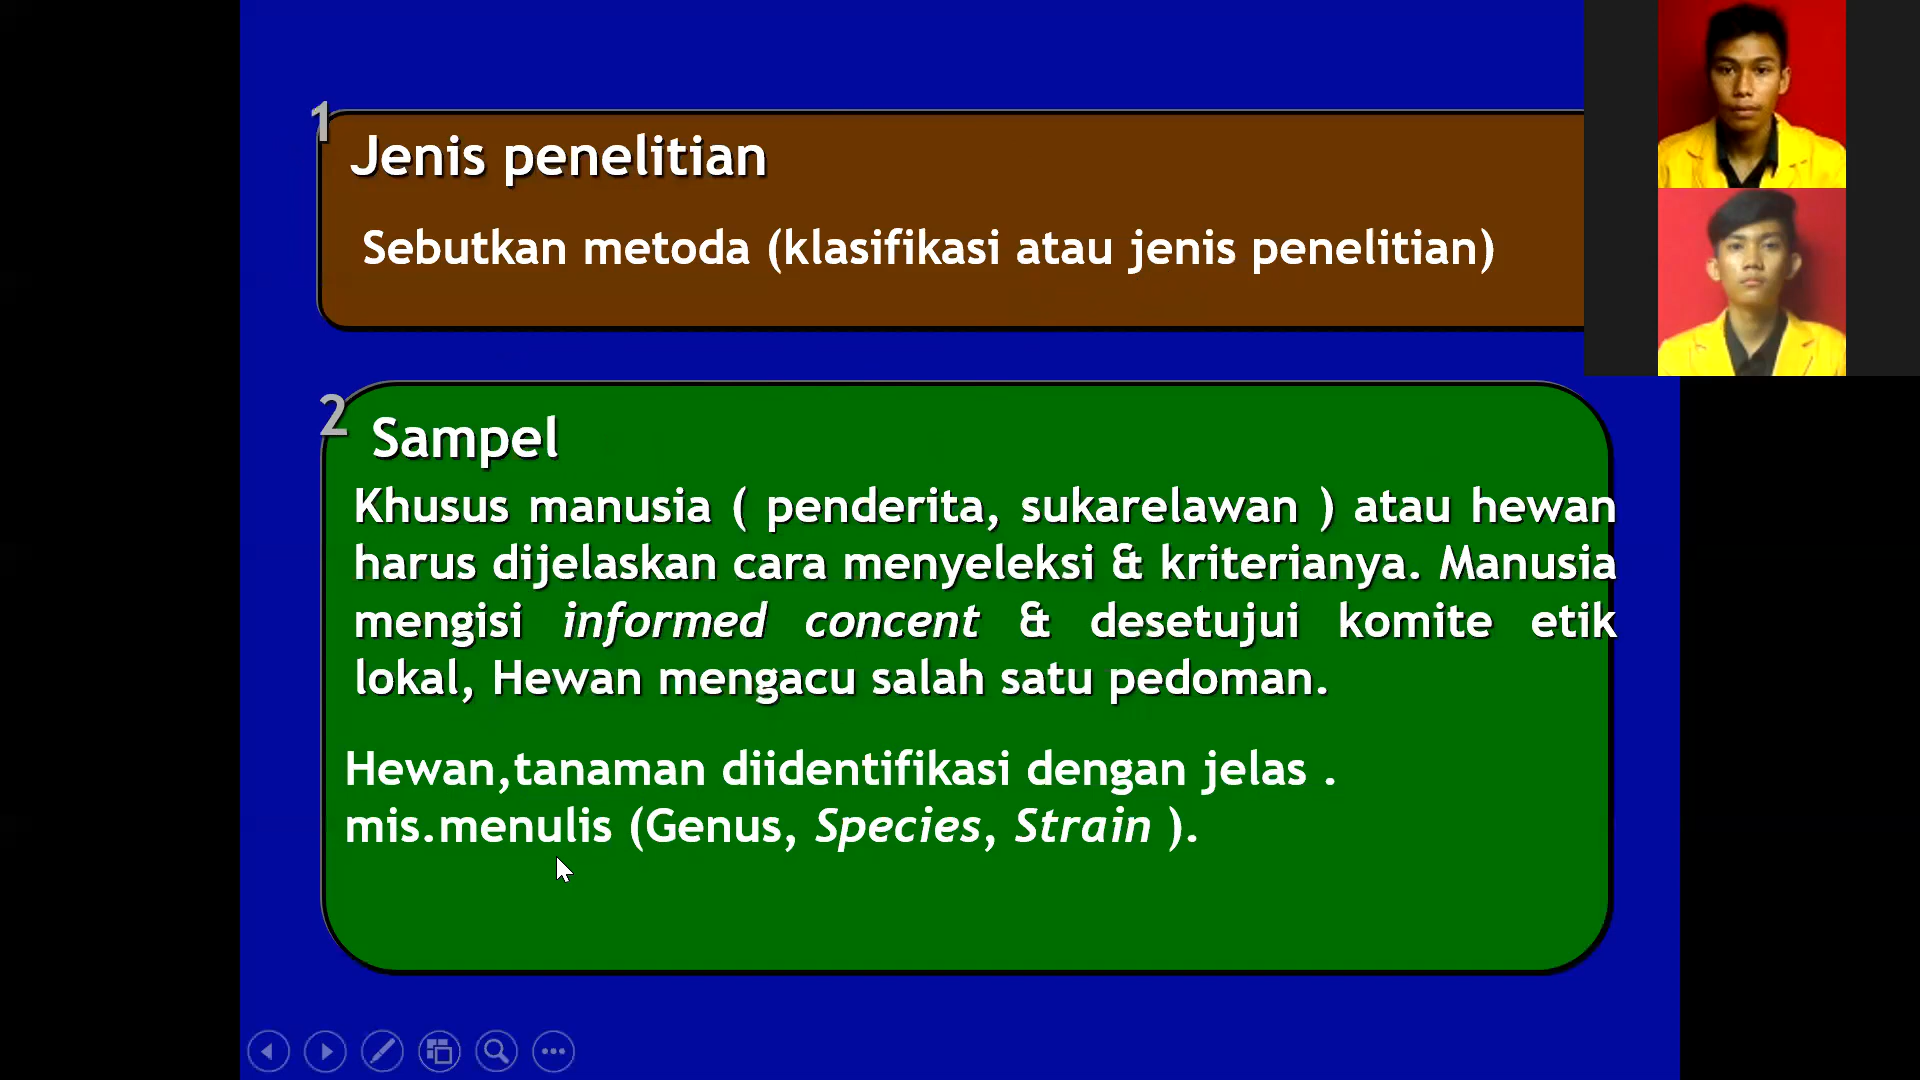 1
Jenis penelitian
Sebutkan metoda (klasifikasi atau jenis penelitian)
2
Sampel
Khusus manusia ( penderita, sukarelawan ) atau hewan
harus dijelaskan cara menyeleksi & kriterianya. Manusia
mengisi informed concent & desetujui komite etik
lokal, Hewan mengacu salah satu pedoman.
Hewan,tanaman diidentifikasi dengan jelas .
mis.menulis (Genus, Species, Strain ).